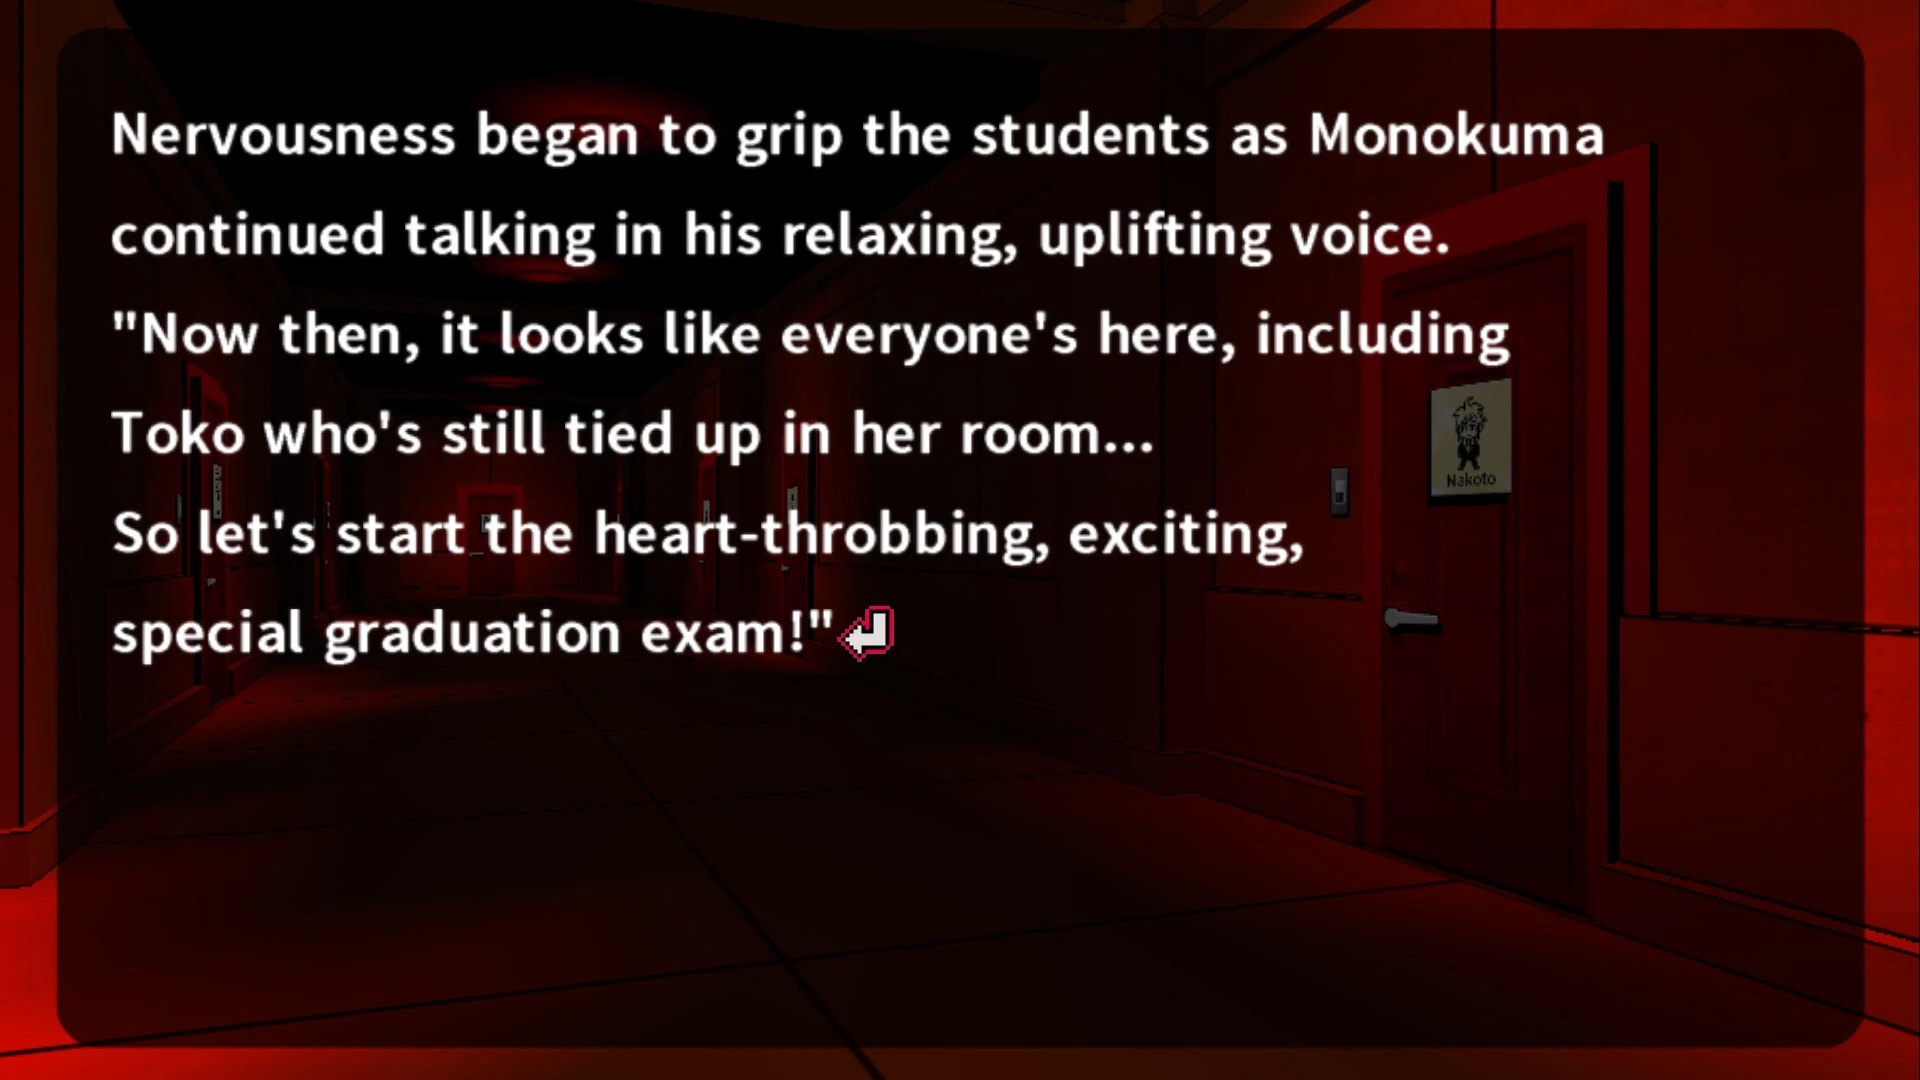 Nervousness began to grip the students as Monokuma
continued talking in his relaxing, uplifting voice.
"Now then, it looks like everyone's here, including
Toko who's still tied up in her room...
So let's start the heart-throbbing, exciting,
special graduation exam!"
Nakoto